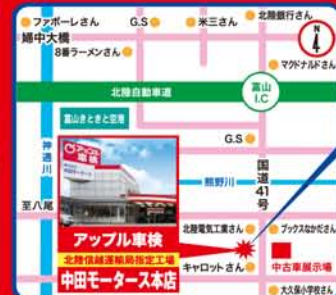 ファボーレさん
G.S
米三さん
北陸銀行さん
婦中大橋
8番ラーメンさん
N
マクドナルドさん
北陸自動車道
富山
I.C
富山きときと空港
G.S
アップル
車検
神通川
熊野川
国道41号
至八尾
アップル車検
北陸信越運輸局指定工場
中田モータース本店
北陸電気工業さん
ブックスなかださん
キャロットさん
中古車展示場
大久保小学校さん